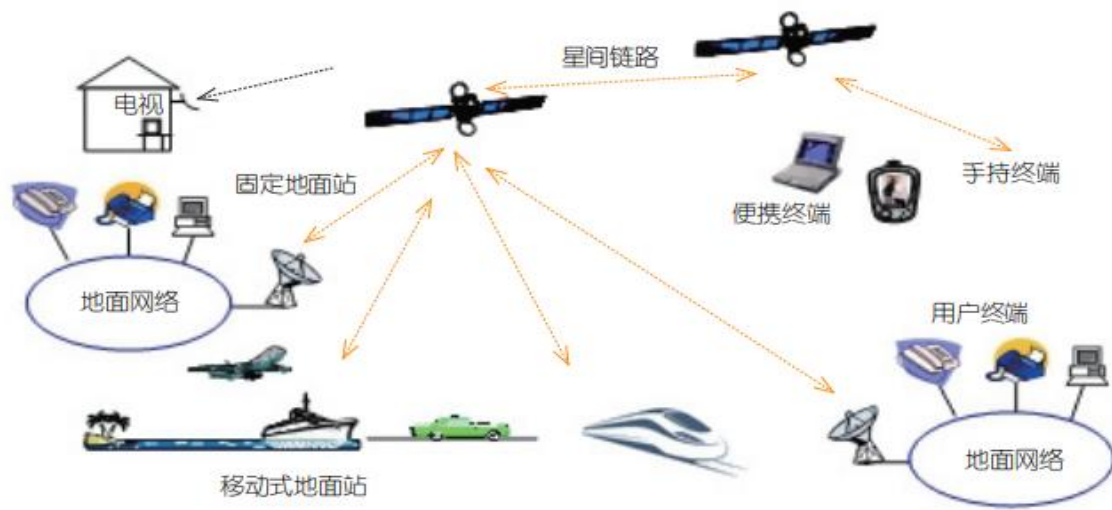 星间链路
电视
固定地面站
手持终端
便携终端
地面网络
用户终端
地面网络
移动式地面站